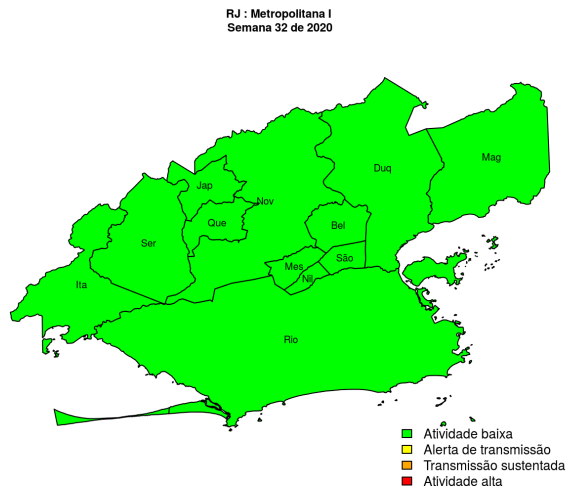 RJ : Metropolitana I
Semana 32 de 2020
Mag
Duq
Jap
Nov
Que
Bel
Ser
São
Mes
Nil
Ita
Rio
Atividade baixa
Alerta de transmissão
Transmissão sustentada
Atividade alta